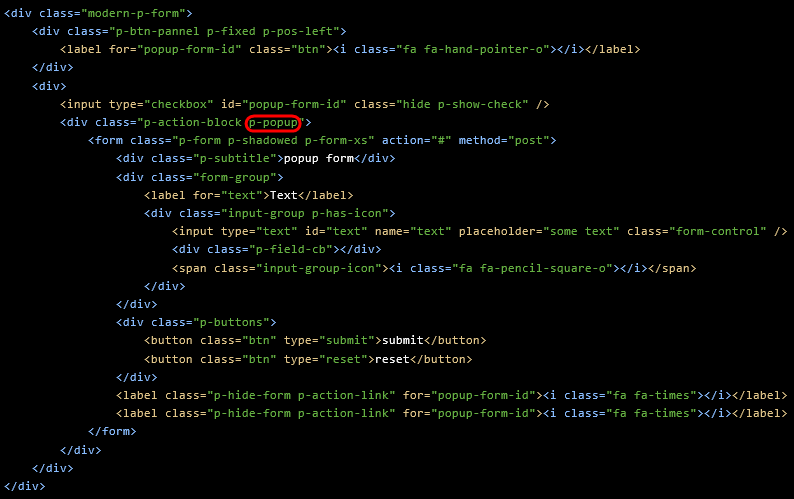 <div class="modern-p-form">
<div class="p-btn-pannel p-fixed p-pos-left">
<label for="popup-form-id" class="btn"><i class="fa fa-hand-pointer-o"></i></label>
</div>
<div>
<input type="checkbox" id="popup-form-id" class="hide p-show-check" />
<div class="p-action-block p-popup">
<form class="p-form p-shadowed p-form-xs" action="#" method="post">
<div class="p-subtitle">popup form</div>
<div class="form-group">
<label for="text">Text</label>
<div class="input-group p-has-icon">
<input type="text" id="text" name="text" placeholder="some text" class="form-control" />
<div class="p-field-cb"></div>
<span class="input-group-icon"><i class="fa fa-pencil-square-o"></i></span>
</div>
</div>
<div class="p-buttons">
<button class="btn" type="submit">submit</button>
<button class="btn" type="reset">reset</button>
</div>
<label class="p-hide-form p-action-link" for="popup-form-id"><i class="fa fa-times"></i></label>
<label class="p-hide-form p-action-link" for="popup-form-id"><i class="fa fa-times"></i></label>
</form>
</div>
</div>
</div>